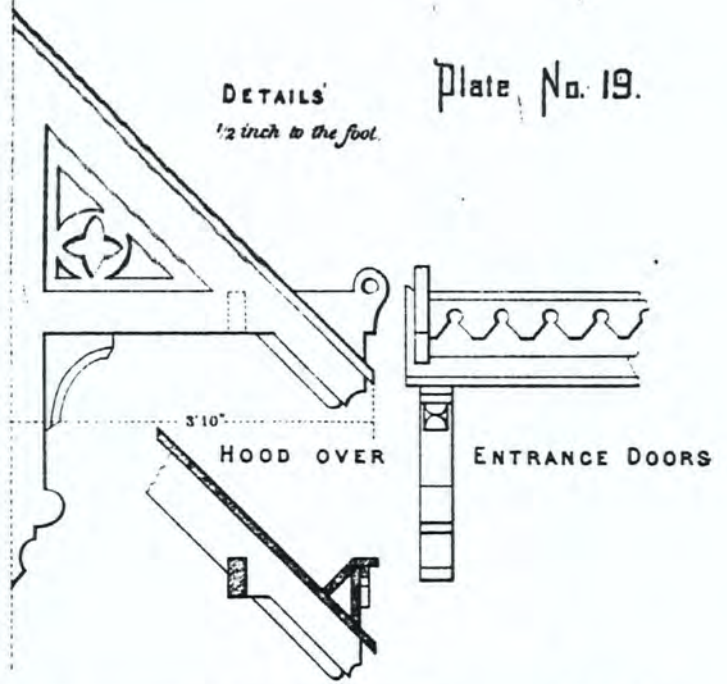 DETAILS
1/2 inch to the foot.
Plate No. 19.
3'10"
HOOD OVER ENTRANCE DOORS